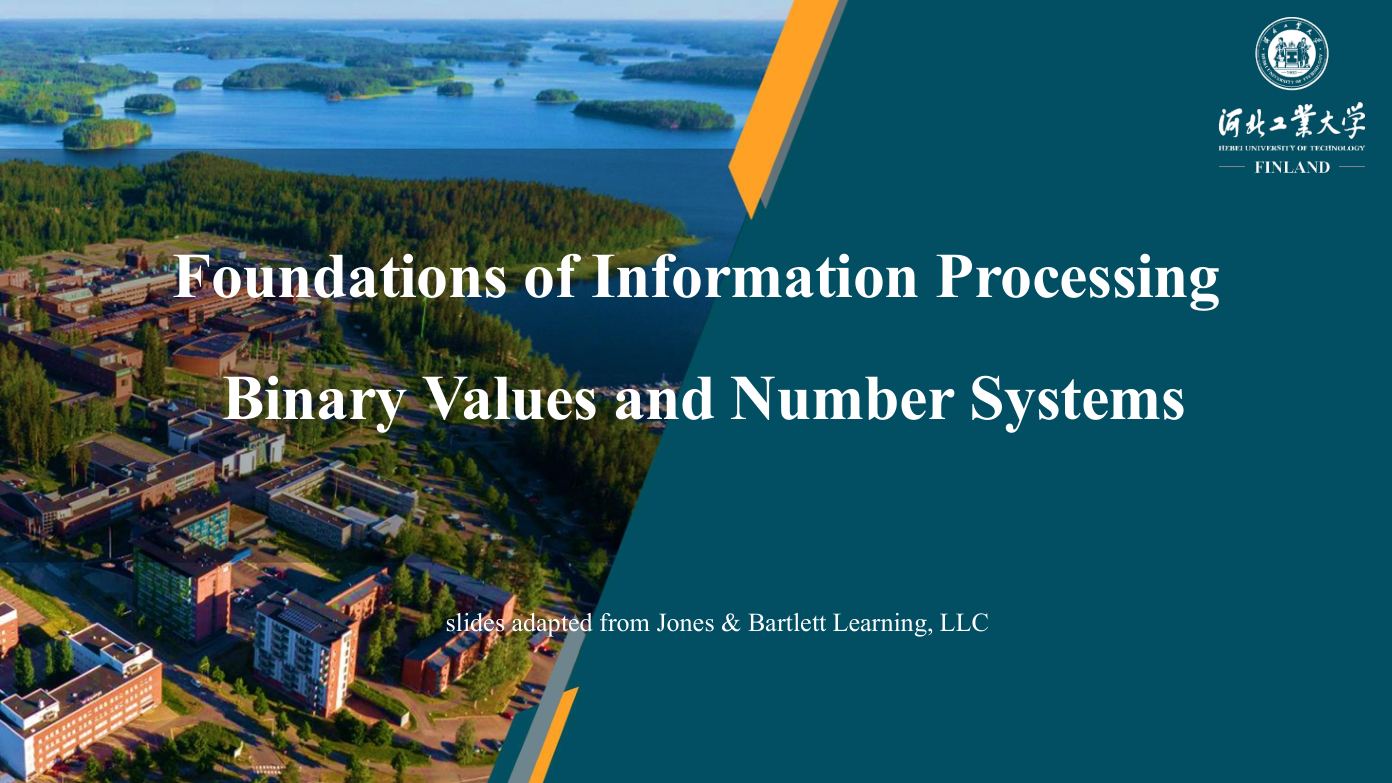 河北工業大学
HEBEI UNIVERSITY OF TECHNOLOGY
FINLAND
Foundations of Information Processing
Binary Values and Number Systems
slides adapted from Jones & Bartlett Learning, LLC